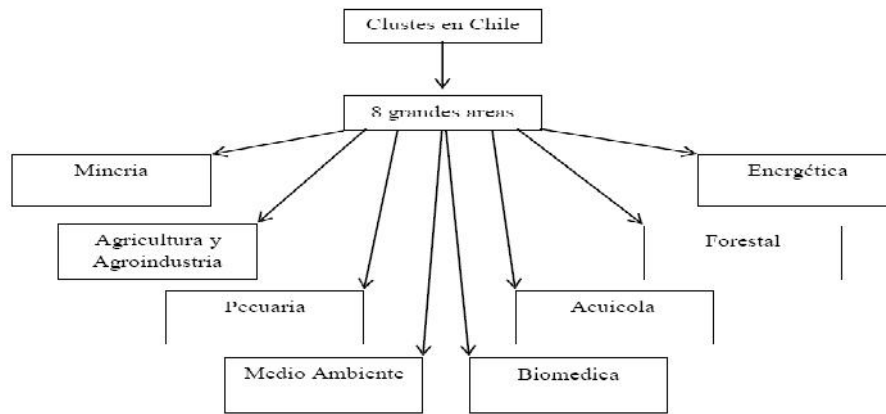 Clustes en Chile
8 grandes areas
Mineria
Energética
Agricultura y
Agroindustria
Forestal
Pecuaria
Acuicola
Medio Ambiente
Biomedica